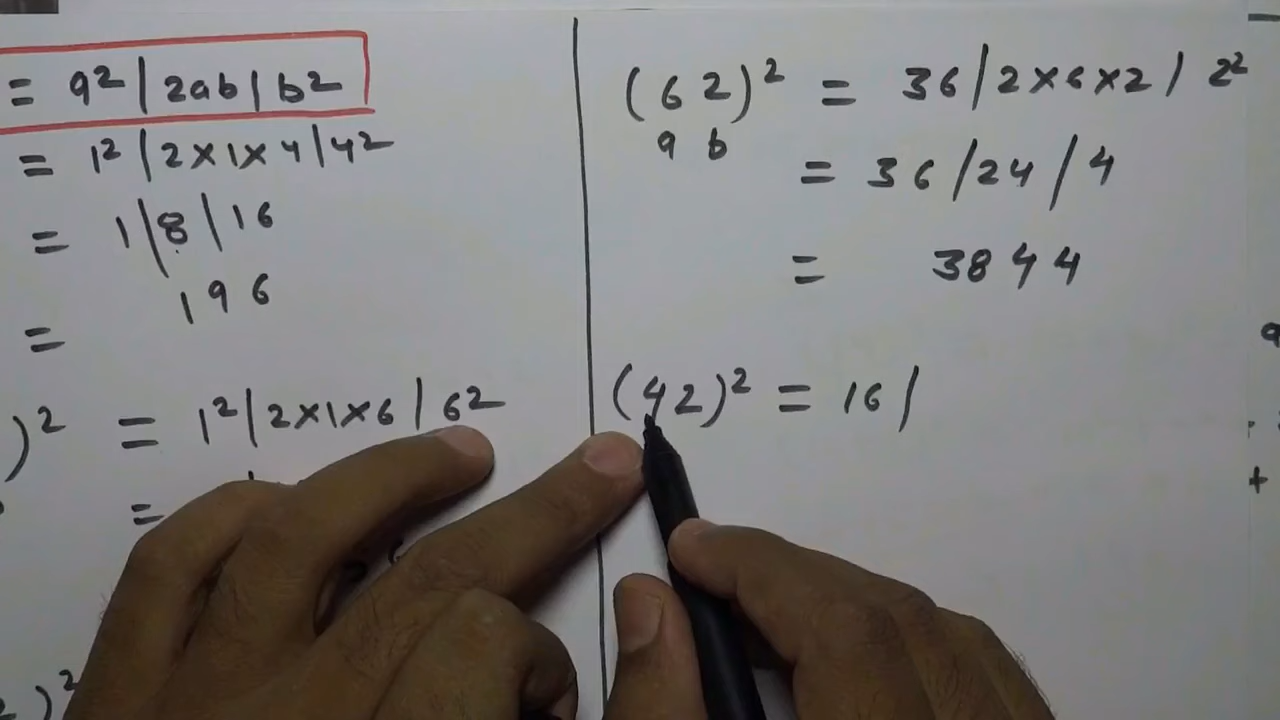 = a² | 2ab | b²
= 1² | 2×1×4 | 4²
= 1 | 8 | 16
= 196
)² = 1² | 2×1×6 | 6²
=
)²
(62)² = 36 / 2×6×2 / 2²
a b
= 36 / 24 / 4
= 3844
(42)² = 16 /
+